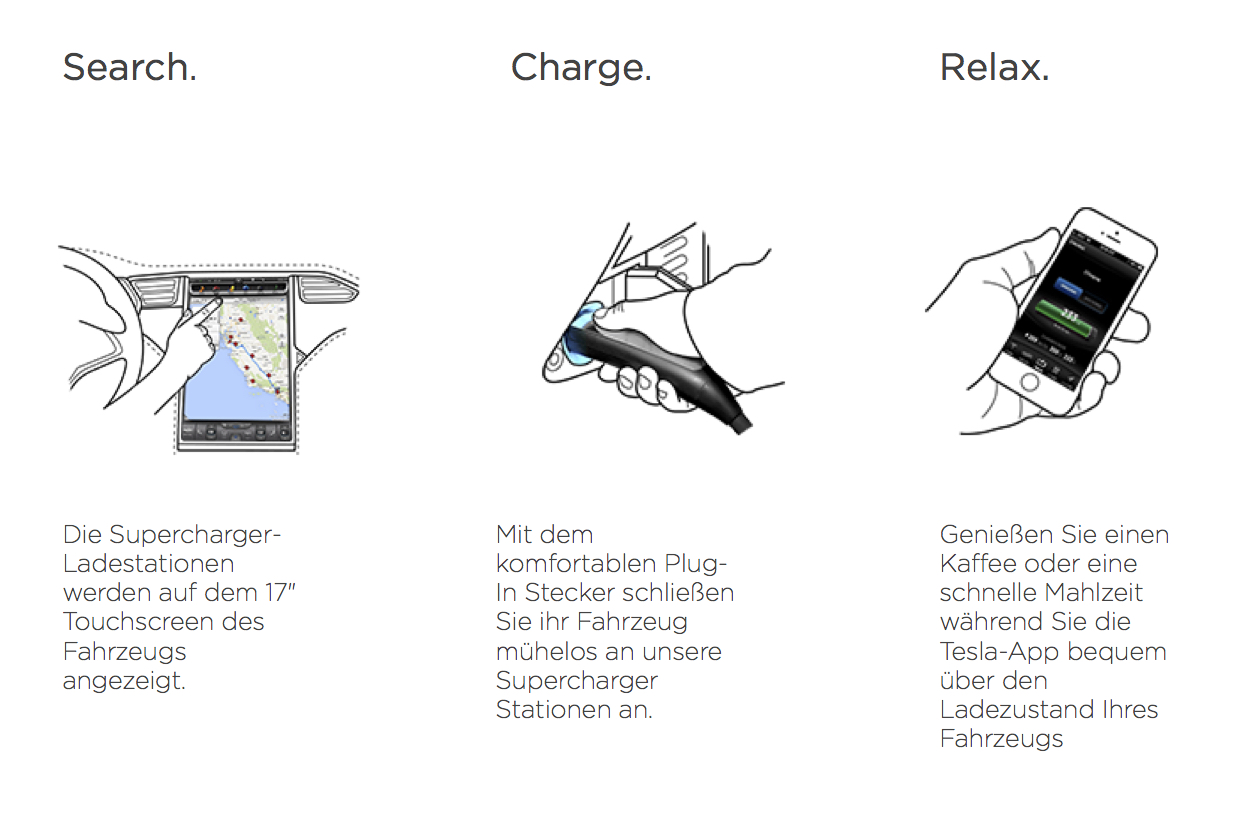 Search.
Charge.
Relax.
Die Supercharger-
Ladestationen
werden auf dem 17"
Touchscreen des
Fahrzeugs
angezeigt.
Mit dem
komfortablen Plug-
In Stecker schließen
Sie ihr Fahrzeug
mühelos an unsere
Supercharger
Stationen an.
Genießen Sie einen
Kaffee oder eine
schnelle Mahlzeit
während Sie die
Tesla-App bequem
über den
Ladezustand Ihres
Fahrzeugs